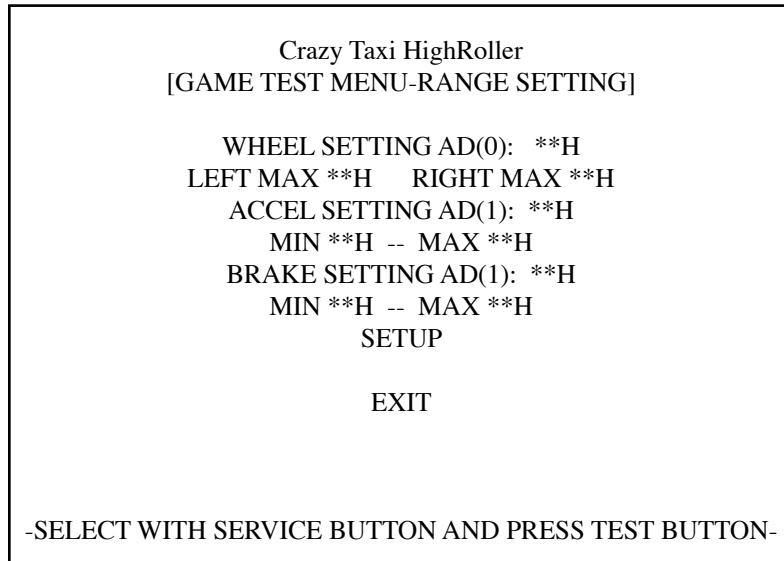 Crazy Taxi HighRoller
[GAME TEST MENU-RANGE SETTING]
WHEEL SETTING AD(0): **H
LEFT MAX **H RIGHT MAX **H
ACCEL SETTING AD(1): **H
MIN **H -- MAX **H
BRAKE SETTING AD(1): **H
MIN **H -- MAX **H
SETUP
EXIT
-SELECT WITH SERVICE BUTTON AND PRESS TEST BUTTON-